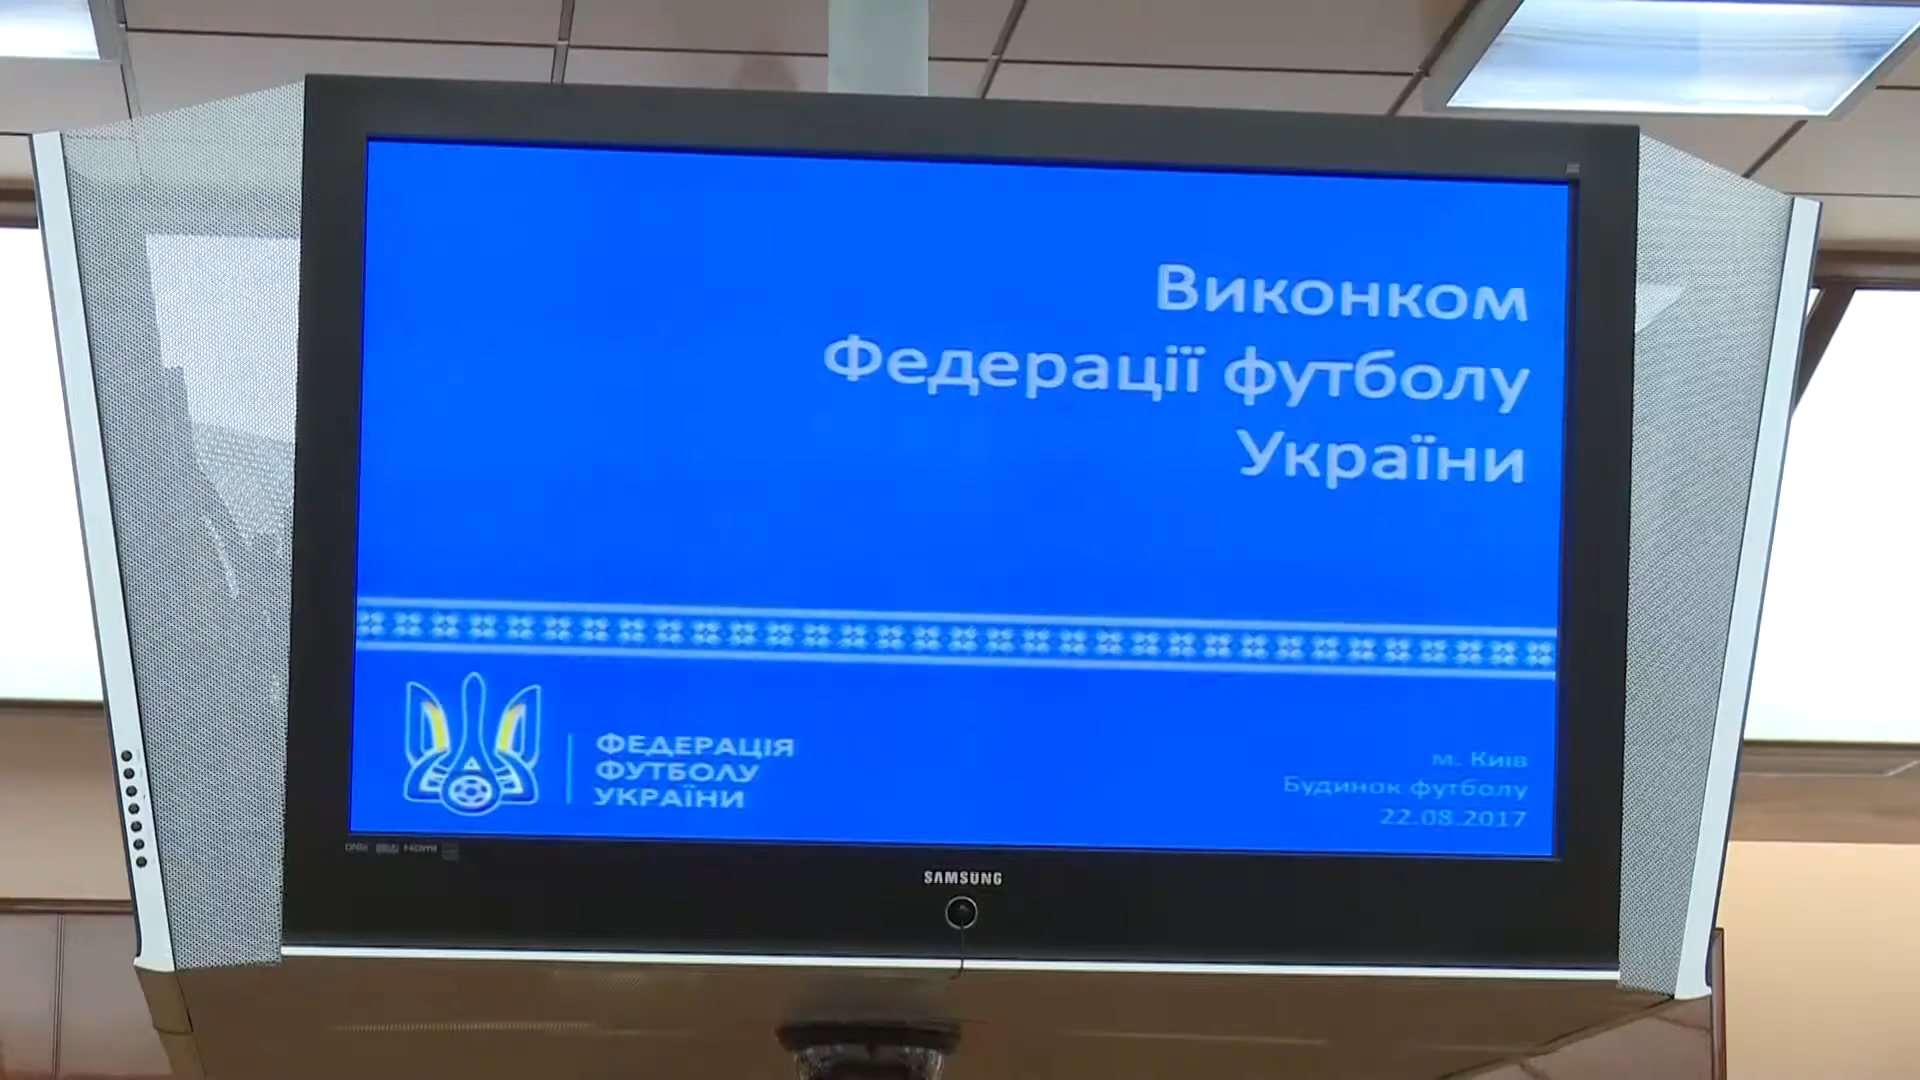 Виконком
Федерації футболу
України
ФЕДЕРАЦІЯ
ФУТБОЛУ
УКРАЇНИ
м. Київ
Будинок футболу
22.08.2017
SAMSUNG